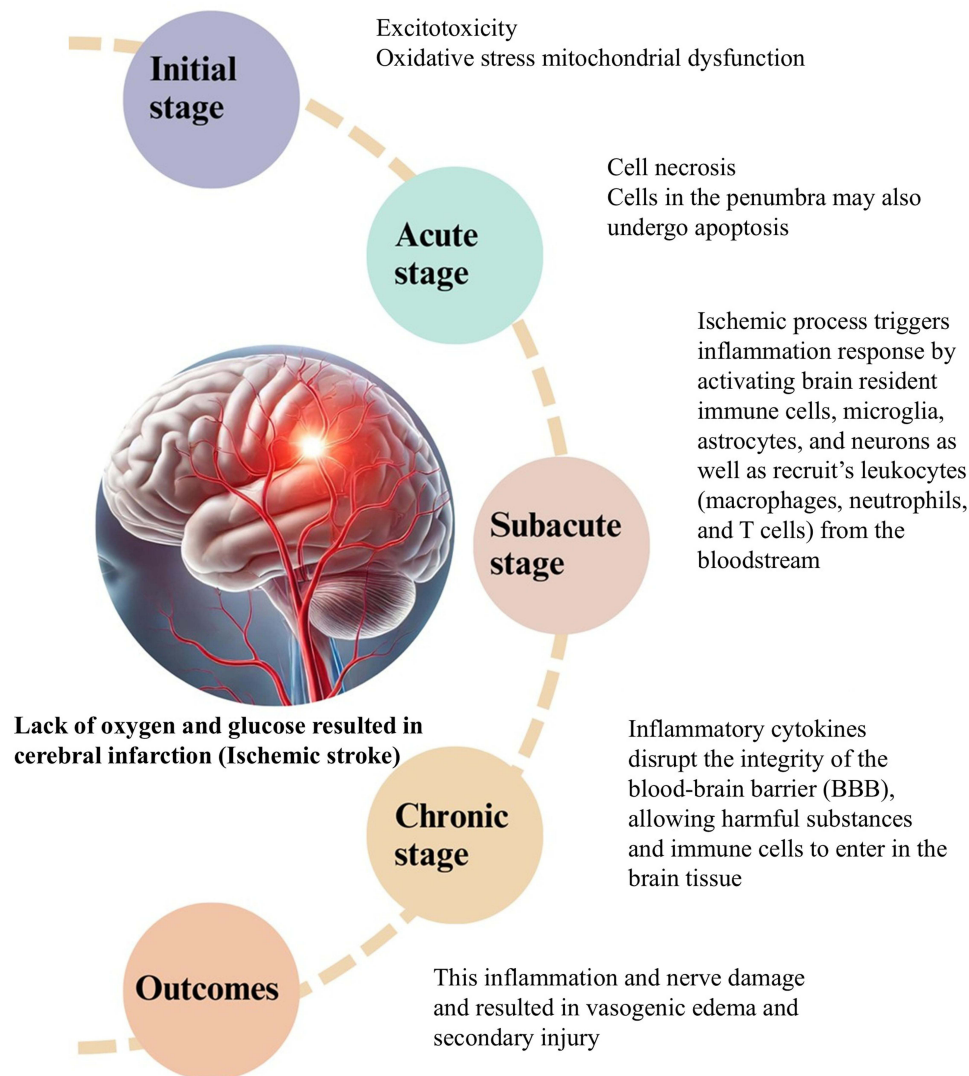 Initial
stage
Excitotoxicity
Oxidative stress mitochondrial dysfunction
Acute
stage
Cell necrosis
Cells in the penumbra may also
undergo apoptosis
Subacute
stage
Ischemic process triggers
inflammation response by
activating brain resident
immune cells, microglia,
astrocytes, and neurons as
well as recruit's leukocytes
(macrophages, neutrophils,
and T cells) from the
bloodstream
Lack of oxygen and glucose resulted in
cerebral infarction (Ischemic stroke)
Chronic
stage
Inflammatory cytokines
disrupt the integrity of the
blood-brain barrier (BBB),
allowing harmful substances
and immune cells to enter in the
brain tissue
Outcomes
This inflammation and nerve damage
and resulted in vasogenic edema and
secondary injury